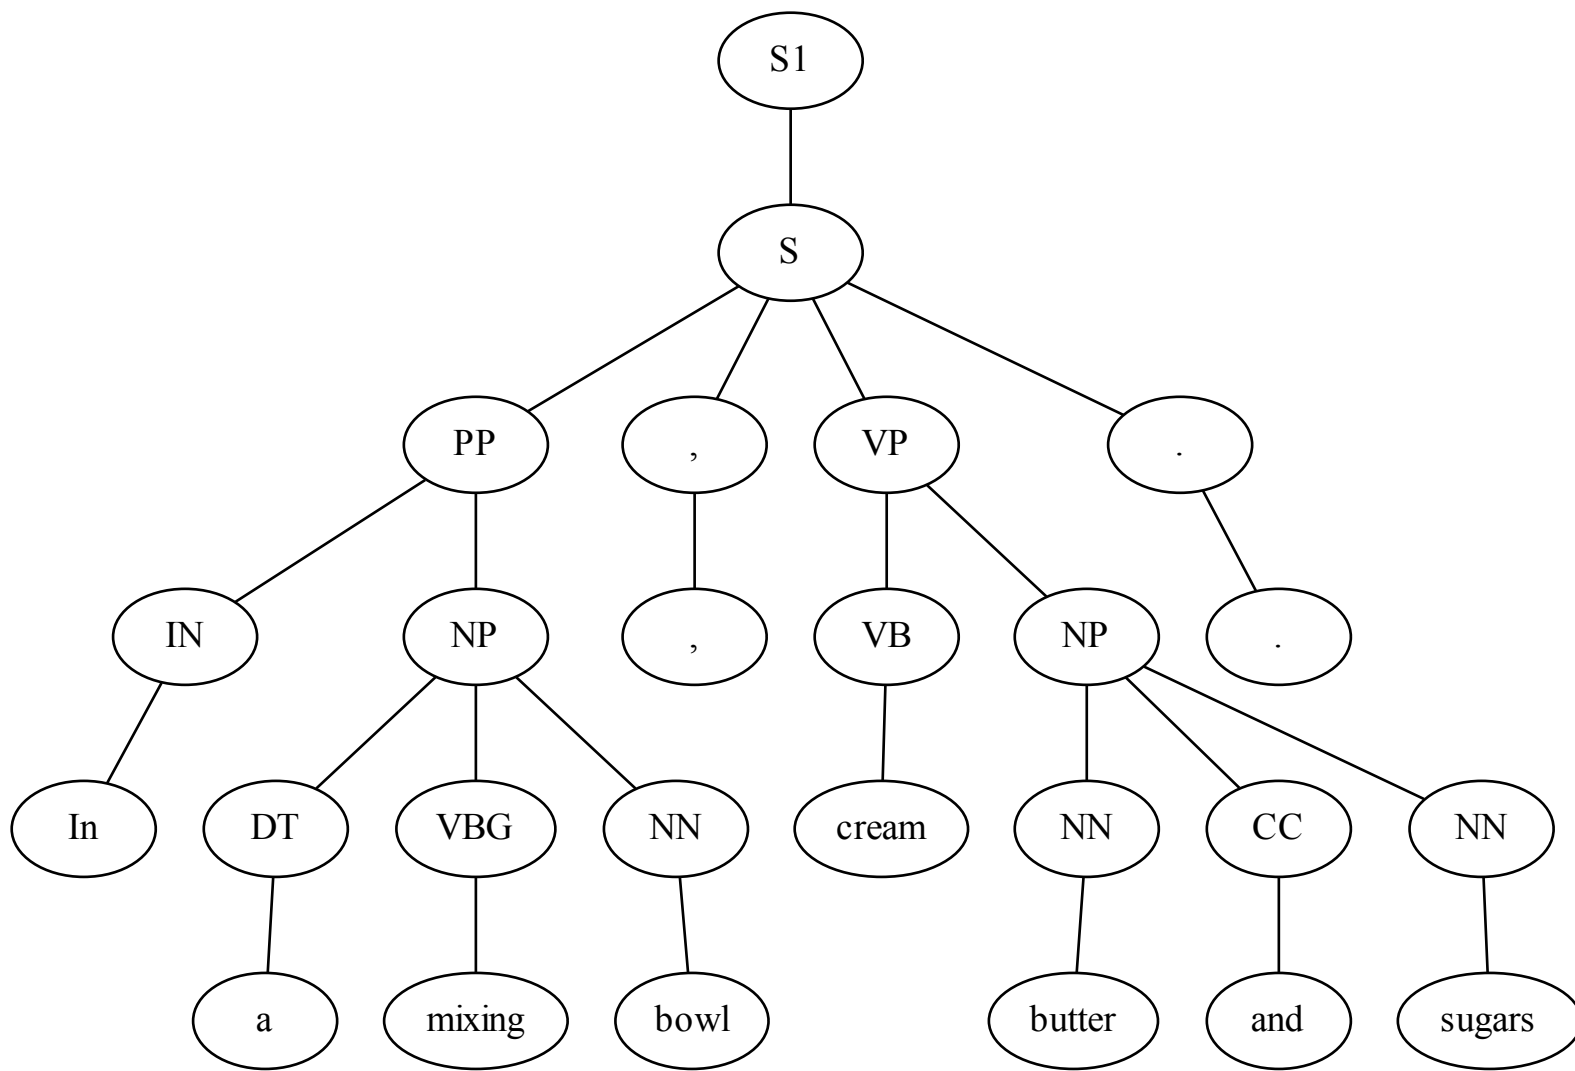 S1
S
PP , VP .
IN NP , VB NP .
In DT VBG NN cream NN CC NN
a mixing bowl butter and sugars